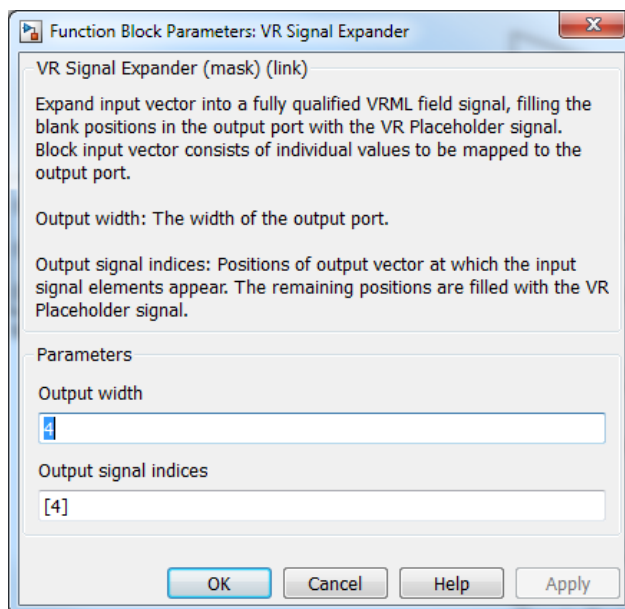 Function Block Parameters: VR Signal Expander
VR Signal Expander (mask) (link)
Expand input vector into a fully qualified VRML field signal, filling the
blank positions in the output port with the VR Placeholder signal.
Block input vector consists of individual values to be mapped to the
output port.
Output width: The width of the output port.
Output signal indices: Positions of output vector at which the input
signal elements appear. The remaining positions are filled with the VR
Placeholder signal.
Parameters
Output width
4
Output signal indices
[4]
OK Cancel Help Apply